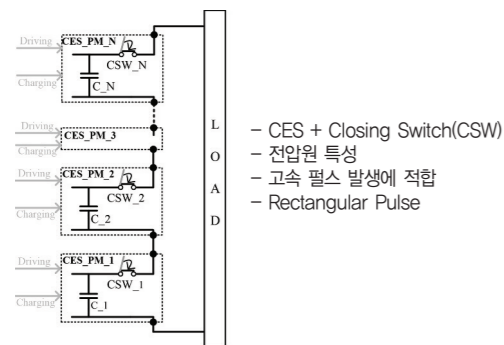 Driving
CES_PM_N
CSW_N
Charging
C_N
Driving
CES_PM_3
Charging
Driving
CES_PM_2
CSW_2
Charging
C_2
Driving
CES_PM_1
CSW_1
Charging
C_1
L
O
A
D
- CES + Closing Switch(CSW)
- 전압원 특성
- 고속 펄스 발생에 적합
- Rectangular Pulse